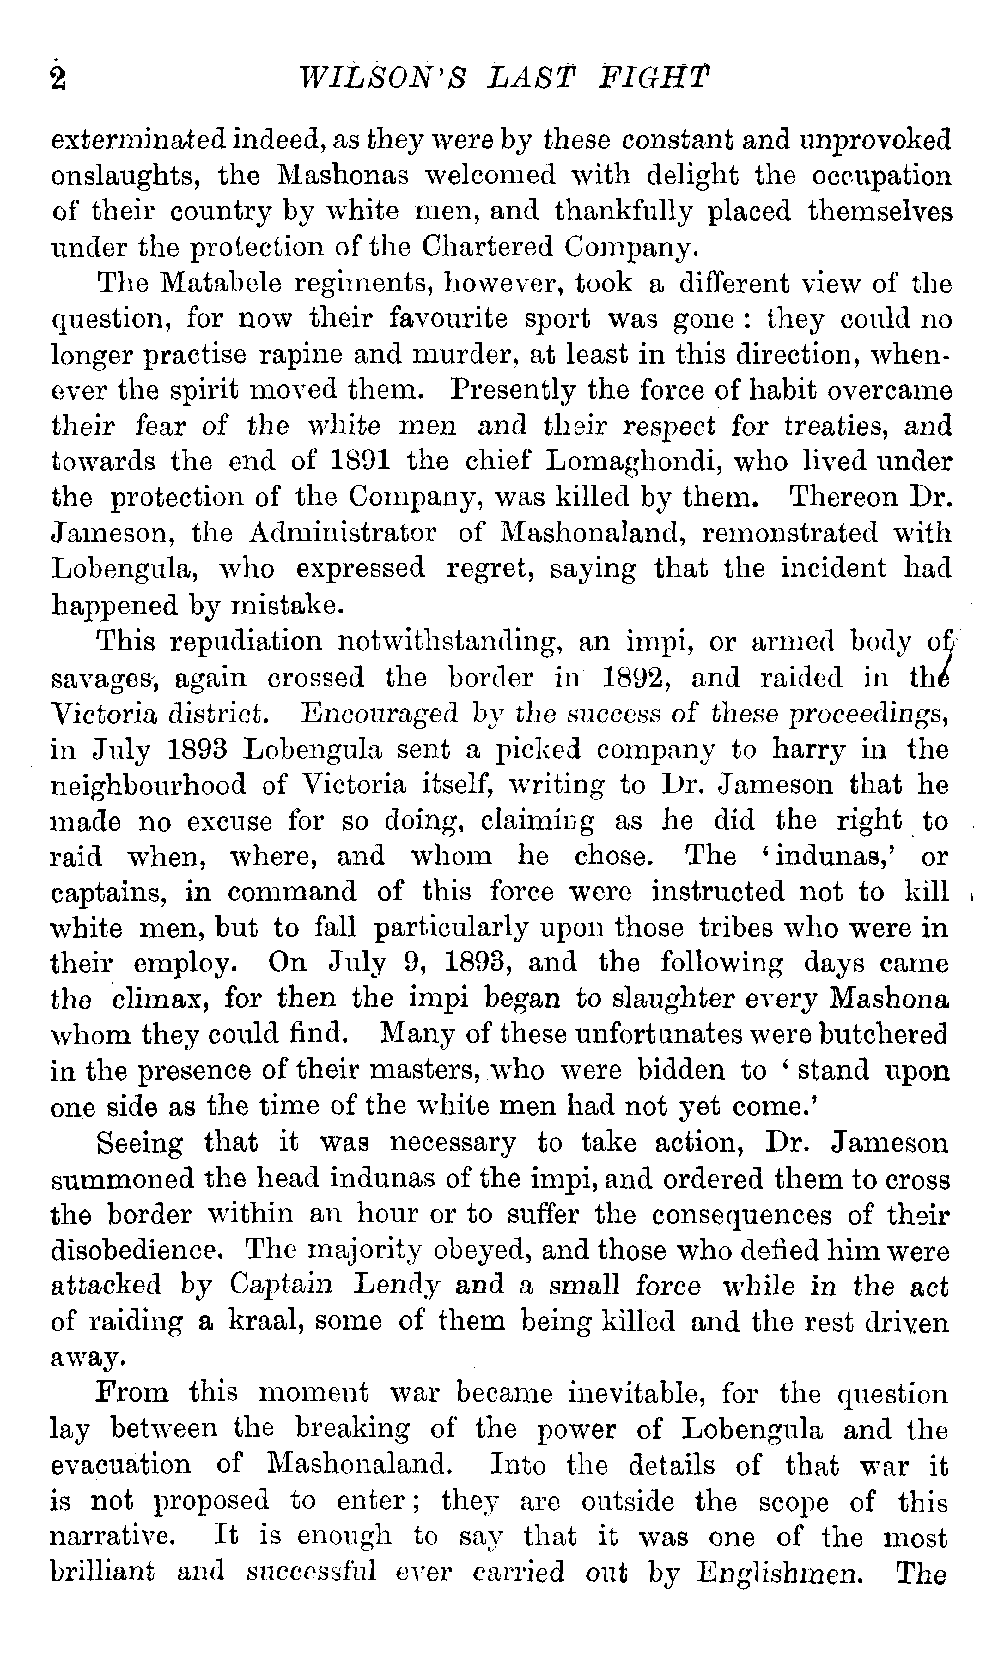 2 WILSON'S LAST FIGHT
exterminated indeed, as they were by these constant and unprovoked
onslaughts, the Mashonas welcomed with delight the occupation
of their country by white men, and thankfully placed themselves
under the protection of the Chartered Company.
The Matabele regiments, however, took a different view of the
question, for now their favourite sport was gone : they could no
longer practise rapine and murder, at least in this direction, when-
ever the spirit moved them. Presently the force of habit overcame
their fear of the white men and their respect for treaties, and
towards the end of 1891 the chief Lomaghondi, who lived under
the protection of the Company, was killed by them. Thereon Dr.
Jameson, the Administrator of Mashonaland, remonstrated with
Lobengula, who expressed regret, saying that the incident had
happened by mistake.
This repudiation notwithstanding, an impi, or armed body of
savages, again crossed the border in 1892, and raided in the
Victoria district. Encouraged by the success of these proceedings,
in July 1893 Lobengula sent a picked company to harry in the
neighbourhood of Victoria itself, writing to Dr. Jameson that he
made no excuse for so doing, claiming as he did the right to
raid when, where, and whom he chose. The 'indunas,' or
captains, in command of this force were instructed not to kill
white men, but to fall particularly upon those tribes who were in
their employ. On July 9, 1893, and the following days came
the climax, for then the impi began to slaughter every Mashona
whom they could find. Many of these unfortunates were butchered
in the presence of their masters, who were bidden to ' stand upon
one side as the time of the white men had not yet come.'
Seeing that it was necessary to take action, Dr. Jameson
summoned the head indunas of the impi, and ordered them to cross
the border within an hour or to suffer the consequences of their
disobedience. The majority obeyed, and those who defied him were
attacked by Captain Lendy and a small force while in the act
of raiding a kraal, some of them being killed and the rest driven
away.
From this moment war became inevitable, for the question
lay between the breaking of the power of Lobengula and the
evacuation of Mashonaland. Into the details of that war it
is not proposed to enter; they are outside the scope of this
narrative. It is enough to say that it was one of the most
brilliant and successful ever carried out by Englishmen. The